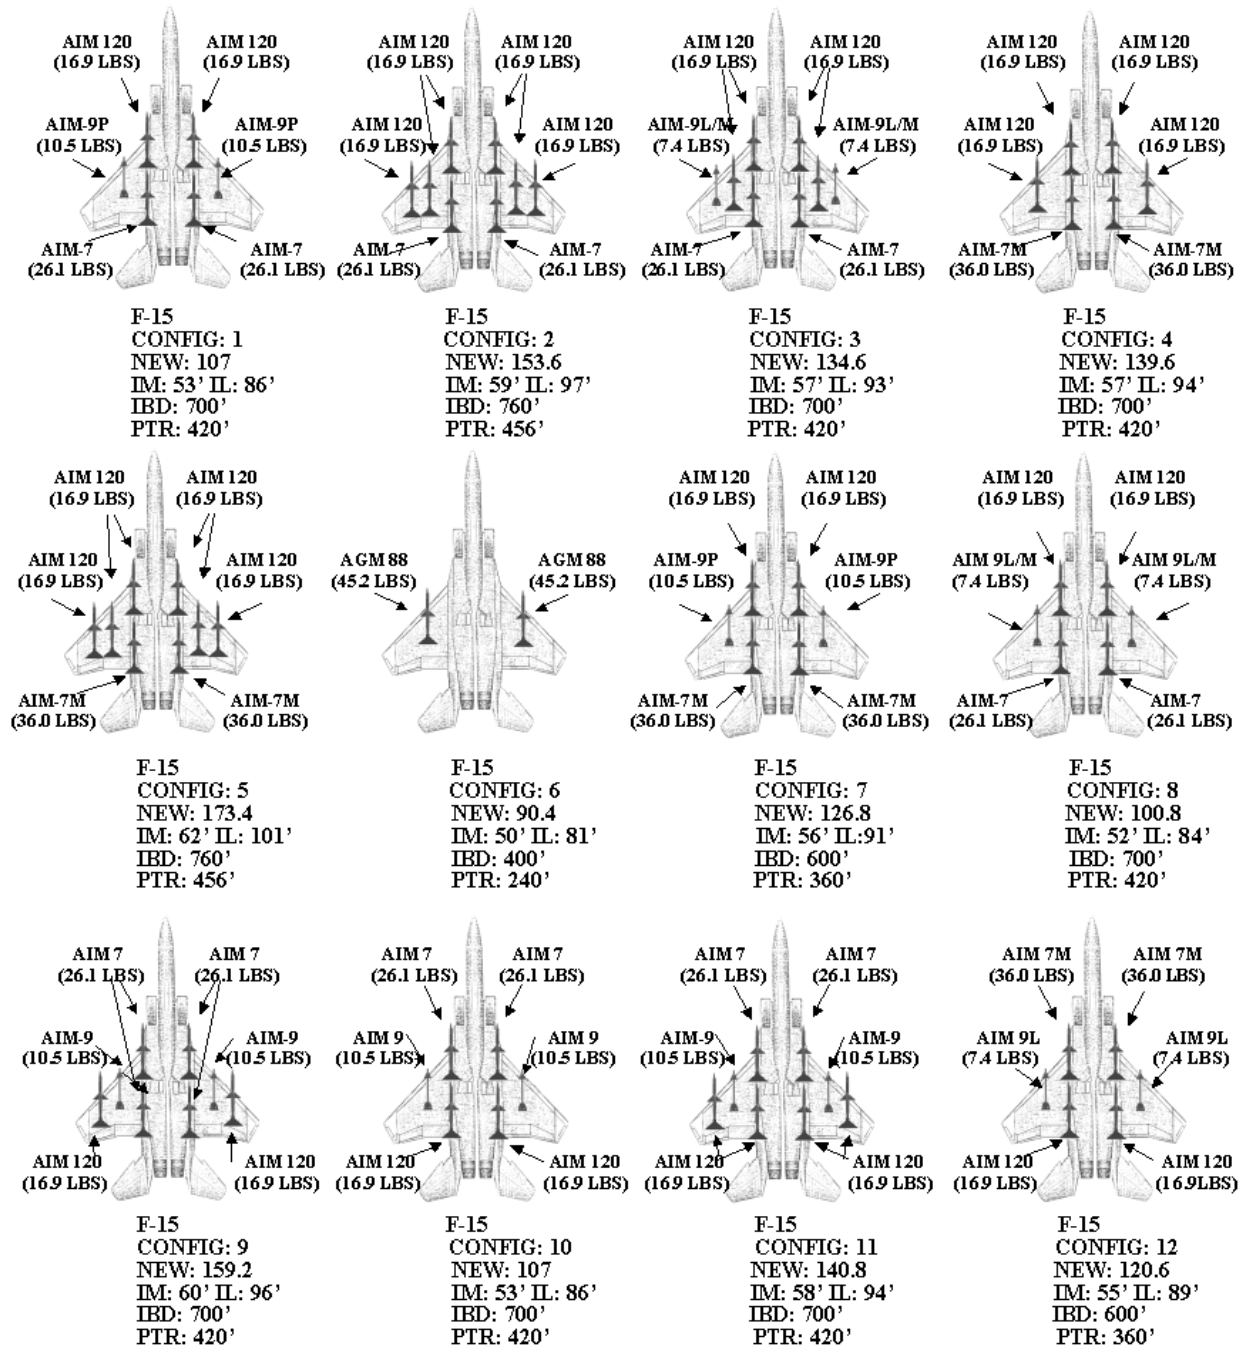 AIM 120 AIM 120
(16.9 LBS) (16.9 LBS)
AIM-9P AIM-9P
(10.5 LBS) (10.5 LBS)
AIM-7 AIM-7
(26.1 LBS) (26.1 LBS)
F-15
CONFIG: 1
NEW: 107
IM: 53’ IL: 86’
IBD: 700’
PTR: 420’
AIM 120 AIM 120
(16.9 LBS) (16.9 LBS)
AIM 120 AIM 120
(16.9 LBS) (16.9 LBS)
AIM-7 AIM-7
(26.1 LBS) (26.1 LBS)
F-15
CONFIG: 2
NEW: 153.6
IM: 59’ IL: 97’
IBD: 760’
PTR: 456’
AIM 120 AIM 120
(16.9 LBS) (16.9 LBS)
AIM-9L/M AIM-9L/M
(7.4 LBS) (7.4 LBS)
AIM-7 AIM-7
(26.1 LBS) (26.1 LBS)
F-15
CONFIG: 3
NEW: 134.6
IM: 57’ IL: 93’
IBD: 700’
PTR: 420’
AIM 120 AIM 120
(16.9 LBS) (16.9 LBS)
AIM 120 AIM 120
(16.9 LBS) (16.9 LBS)
AIM-7M AIM-7M
(36.0 LBS) (36.0 LBS)
F-15
CONFIG: 4
NEW: 139.6
IM: 57’ IL: 94’
IBD: 700’
PTR: 420’
AIM 120 AIM 120
(16.9 LBS) (16.9 LBS)
AIM 120 AIM 120
(16.9 LBS) (16.9 LBS)
AIM-7M AIM-7M
(36.0 LBS) (36.0 LBS)
F-15
CONFIG: 5
NEW: 173.4
IM: 62’ IL: 101’
IBD: 760’
PTR: 456’
AGM 88 AGM 88
(45.2 LBS) (45.2 LBS)
F-15
CONFIG: 6
NEW: 90.4
IM: 50’ IL: 81’
IBD: 400’
PTR: 240’
AIM 120 AIM 120
(16.9 LBS) (16.9 LBS)
AIM-9P AIM-9P
(10.5 LBS) (10.5 LBS)
AIM-7M AIM-7M
(36.0 LBS) (36.0 LBS)
F-15
CONFIG: 7
NEW: 126.8
IM: 56’ IL:91’
IBD: 600’
PTR: 360’
AIM 120 AIM 120
(16.9 LBS) (16.9 LBS)
AIM 9L/M AIM 9L/M
(7.4 LBS) (7.4 LBS)
AIM-7 AIM-7
(26.1 LBS) (26.1 LBS)
F-15
CONFIG: 8
NEW: 100.8
IM: 52’ IL: 84’
IBD: 700’
PTR: 420’
AIM 7 AIM 7
(26.1 LBS) (26.1 LBS)
AIM-9 AIM-9
(10.5 LBS) (10.5 LBS)
AIM 120 AIM 120
(16.9 LBS) (16.9 LBS)
F-15
CONFIG: 9
NEW: 159.2
IM: 60’ IL: 96’
IBD: 700’
PTR: 420’
AIM 7 AIM 7
(26.1 LBS) (26.1 LBS)
AIM 9 AIM 9
(10.5 LBS) (10.5 LBS)
AIM 120 AIM 120
(16.9 LBS) (16.9 LBS)
F-15
CONFIG: 10
NEW: 107
IM: 53’ IL: 86’
IBD: 700’
PTR: 420’
AIM 7 AIM 7
(26.1 LBS) (26.1 LBS)
AIM-9 AIM-9
(10.5 LBS) (10.5 LBS)
AIM 120 AIM 120
(16.9 LBS) (16.9 LBS)
F-15
CONFIG: 11
NEW: 140.8
IM: 58’ IL: 94’
IBD: 700’
PTR: 420’
AIM 7M AIM 7M
(36.0 LBS) (36.0 LBS)
AIM 9L AIM 9L
(7.4 LBS) (7.4 LBS)
AIM 120 AIM 120
(16.9 LBS) (16.9LBS)
F-15
CONFIG: 12
NEW: 120.6
IM: 55’ IL: 89’
IBD: 600’
PTR: 360’